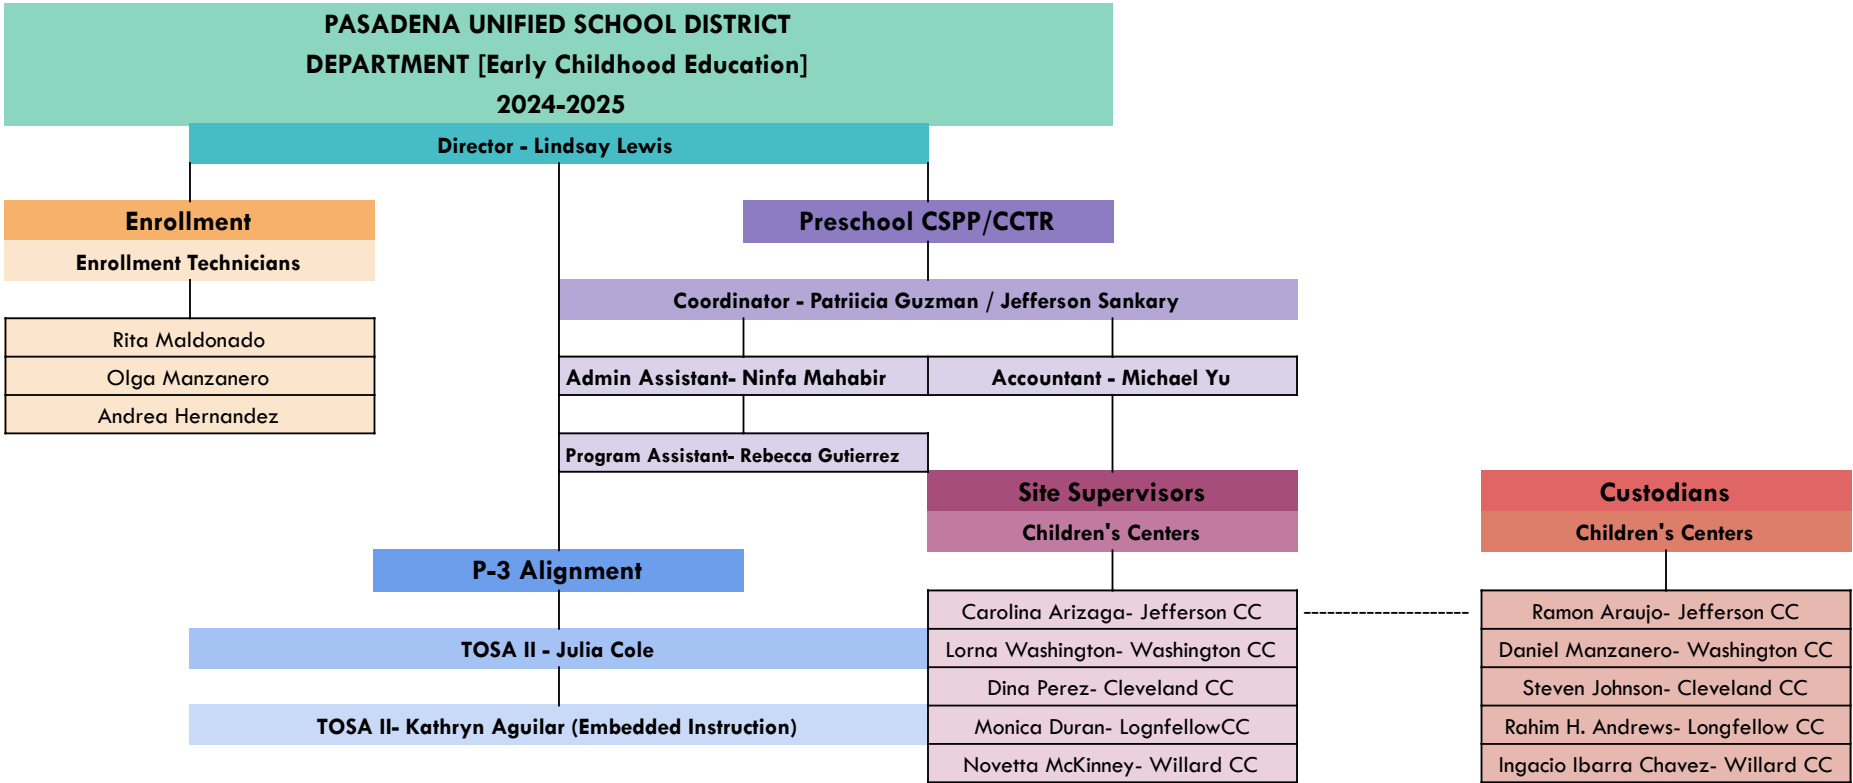 PASADENA UNIFIED SCHOOL DISTRICT
DEPARTMENT [Early Childhood Education]
2024-2025
Director - Lindsay Lewis
Enrollment
Enrollment Technicians
Rita Maldonado
Olga Manzanero
Andrea Hernandez
Preschool CSPP/CCTR
Coordinator - Patriicia Guzman / Jefferson Sankary
Admin Assistant- Ninfa Mahabir
Accountant - Michael Yu
Program Assistant- Rebecca Gutierrez
P-3 Alignment
TOSA II - Julia Cole
TOSA II- Kathryn Aguilar (Embedded Instruction)
Site Supervisors
Children's Centers
Carolina Arizaga- Jefferson CC
Lorna Washington- Washington CC
Dina Perez- Cleveland CC
Monica Duran- LognfellowCC
Novetta McKinney- Willard CC
Custodians
Children's Centers
Ramon Araujo- Jefferson CC
Daniel Manzanero- Washington CC
Steven Johnson- Cleveland CC
Rahim H. Andrews- Longfellow CC
Ingacio Ibarra Chavez- Willard CC